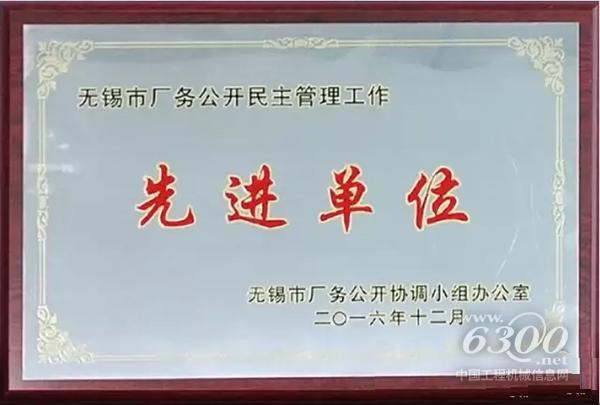 无锡市厂务公开民主管理工作
先进单位
无锡市厂务公开协调小组办公室
二〇一六年十二月
www.6300.net
中国工程机械信息网